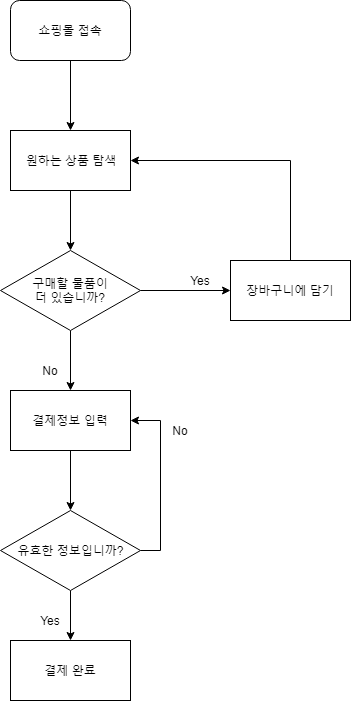 쇼핑몰 접속
원하는 상품 탐색
구매할 물품이
더 있습니까?
Yes
장바구니에 담기
No
결제정보 입력
No
유효한 정보입니까?
Yes
결제 완료